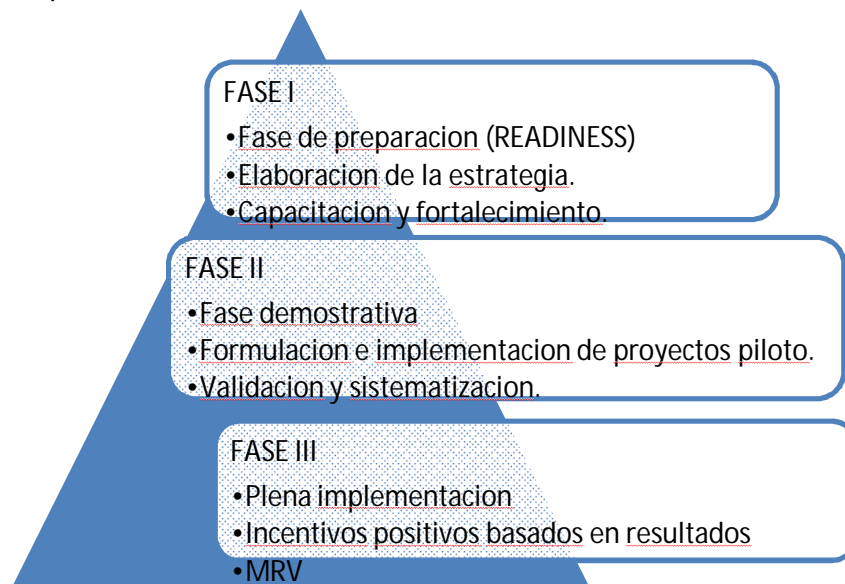 FASE I
•Fase de preparacion (READINESS)
•Elaboracion de la estrategia.
•Capacitacion y fortalecimiento.
FASE II
•Fase demostrativa
•Formulacion e implementacion de proyectos piloto.
•Validacion y sistematizacion.
FASE III
•Plena implementacion
•Incentivos positivos basados en resultados
•MRV